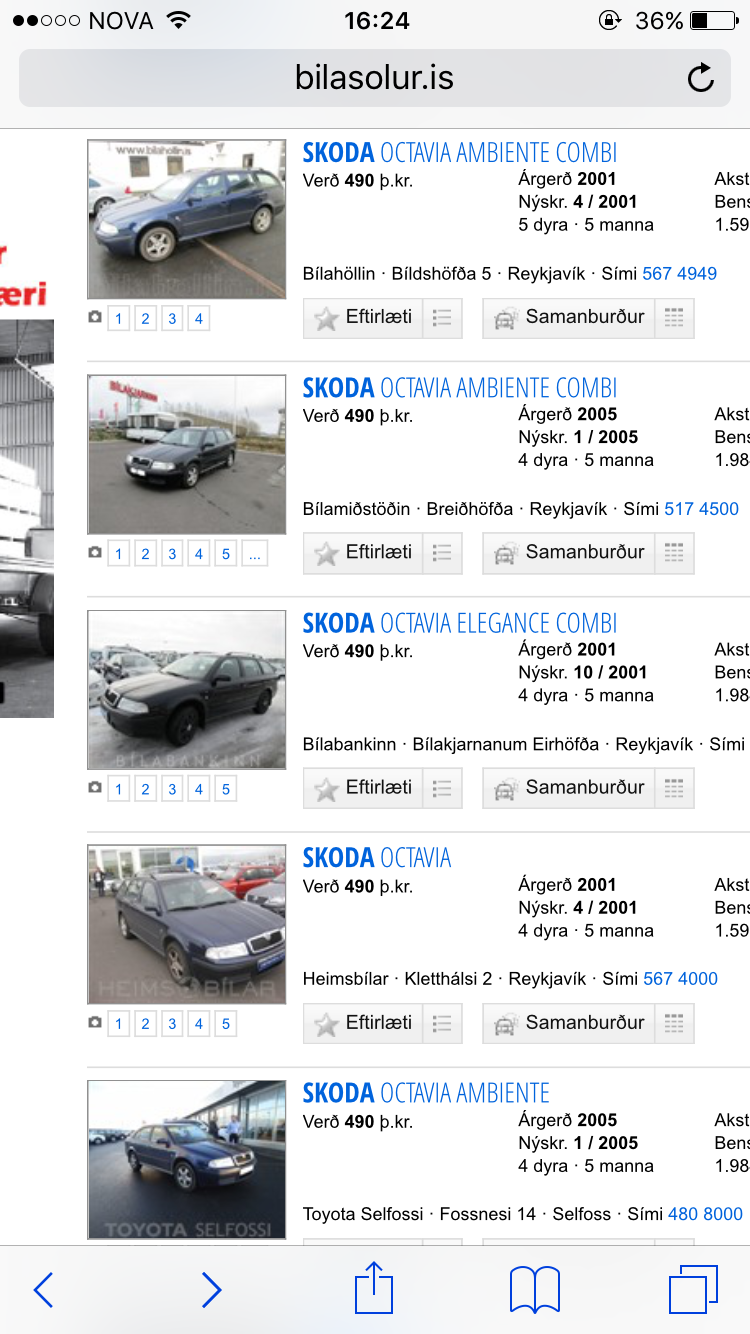 NOVA 16:24 36%
bilasolur.is
www.bilahollin.is
SKODA OCTAVIA AMBIENTE COMBI
Verð 490 þ.kr.
Árgerð 2001
Nýskr. 4 / 2001
5 dyra · 5 manna
Akst
Bens
1.59
Bílahöllin · Bíldshöfða 5 · Reykjavík · Sími 567 4949
1 2 3 4
Eftirlæti
Samanburður
æri
BÍLAKJARNINN
SKODA OCTAVIA AMBIENTE COMBI
Verð 490 þ.kr.
Árgerð 2005
Nýskr. 1 / 2005
4 dyra · 5 manna
Akst
Bens
1.98
Bílamiðstöðin · Breiðhöfða · Reykjavík · Sími 517 4500
1 2 3 4 5 ...
Eftirlæti
Samanburður
BÍLABANKINN
SKODA OCTAVIA ELEGANCE COMBI
Verð 490 þ.kr.
Árgerð 2001
Nýskr. 10 / 2001
4 dyra · 5 manna
Akst
Bens
1.98
Bílabankinn · Bílakjarnanum Eirhöfða · Reykjavík · Sími
1 2 3 4 5
Eftirlæti
Samanburður
HEIMSBÍLAR
SKODA OCTAVIA
Verð 490 þ.kr.
Árgerð 2001
Nýskr. 4 / 2001
4 dyra · 5 manna
Akst
Bens
1.59
Heimsbílar · Kletthálsi 2 · Reykjavík · Sími 567 4000
1 2 3 4 5
Eftirlæti
Samanburður
TOYOTA SELFOSSI
SKODA OCTAVIA AMBIENTE
Verð 490 þ.kr.
Árgerð 2005
Nýskr. 1 / 2005
4 dyra · 5 manna
Akst
Bens
1.98
Toyota Selfossi · Fossnesi 14 · Selfoss · Sími 480 8000